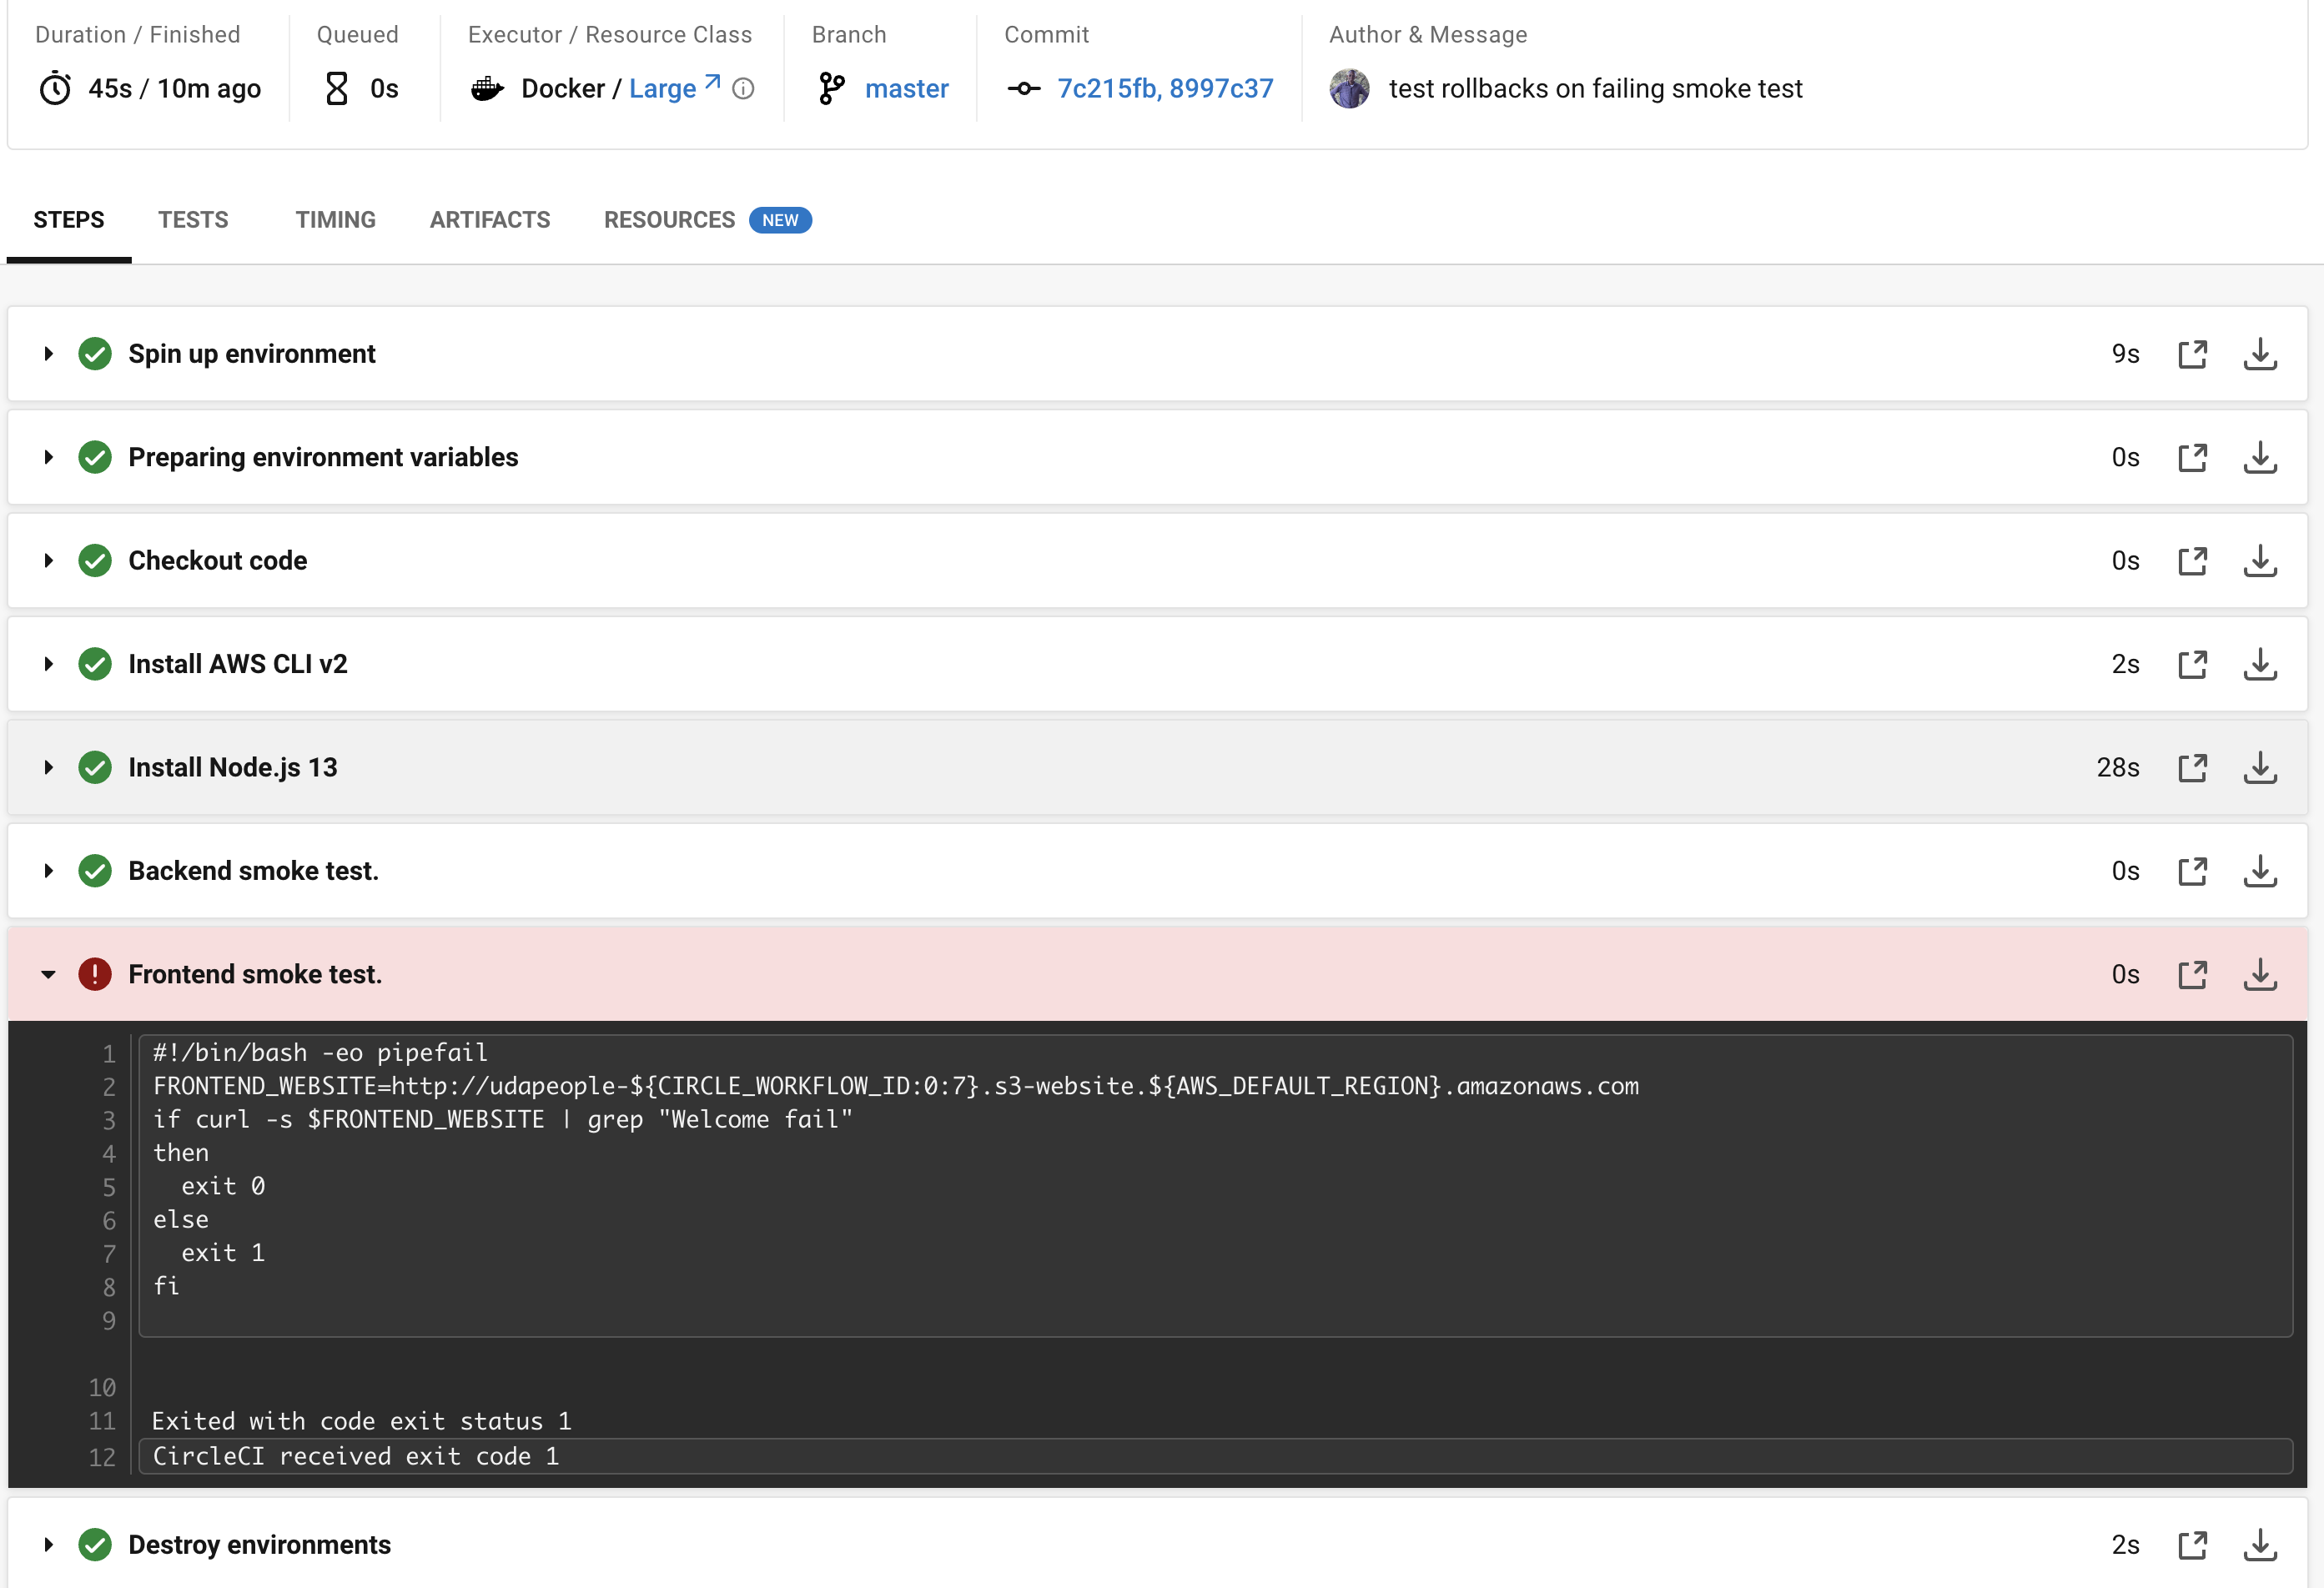 Duration / Finished
45s / 10m ago
Queued
0s
Executor / Resource Class
Docker / Large
Branch
master
Commit
7c215fb, 8997c37
Author & Message
test rollbacks on failing smoke test
STEPS TESTS TIMING ARTIFACTS RESOURCES NEW
Spin up environment 9s
Preparing environment variables 0s
Checkout code 0s
Install AWS CLI v2 2s
Install Node.js 13 28s
Backend smoke test. 0s
Frontend smoke test. 0s
1 #!/bin/bash -eo pipefail
2 FRONTEND_WEBSITE=http://udapeople-${CIRCLE_WORKFLOW_ID:0:7}.s3-website.${AWS_DEFAULT_REGION}.amazonaws.com
3 if curl -s $FRONTEND_WEBSITE | grep "Welcome fail"
4 then
5   exit 0
6 else
7   exit 1
8 fi
9
10
11 Exited with code exit status 1
12 CircleCI received exit code 1
Destroy environments 2s